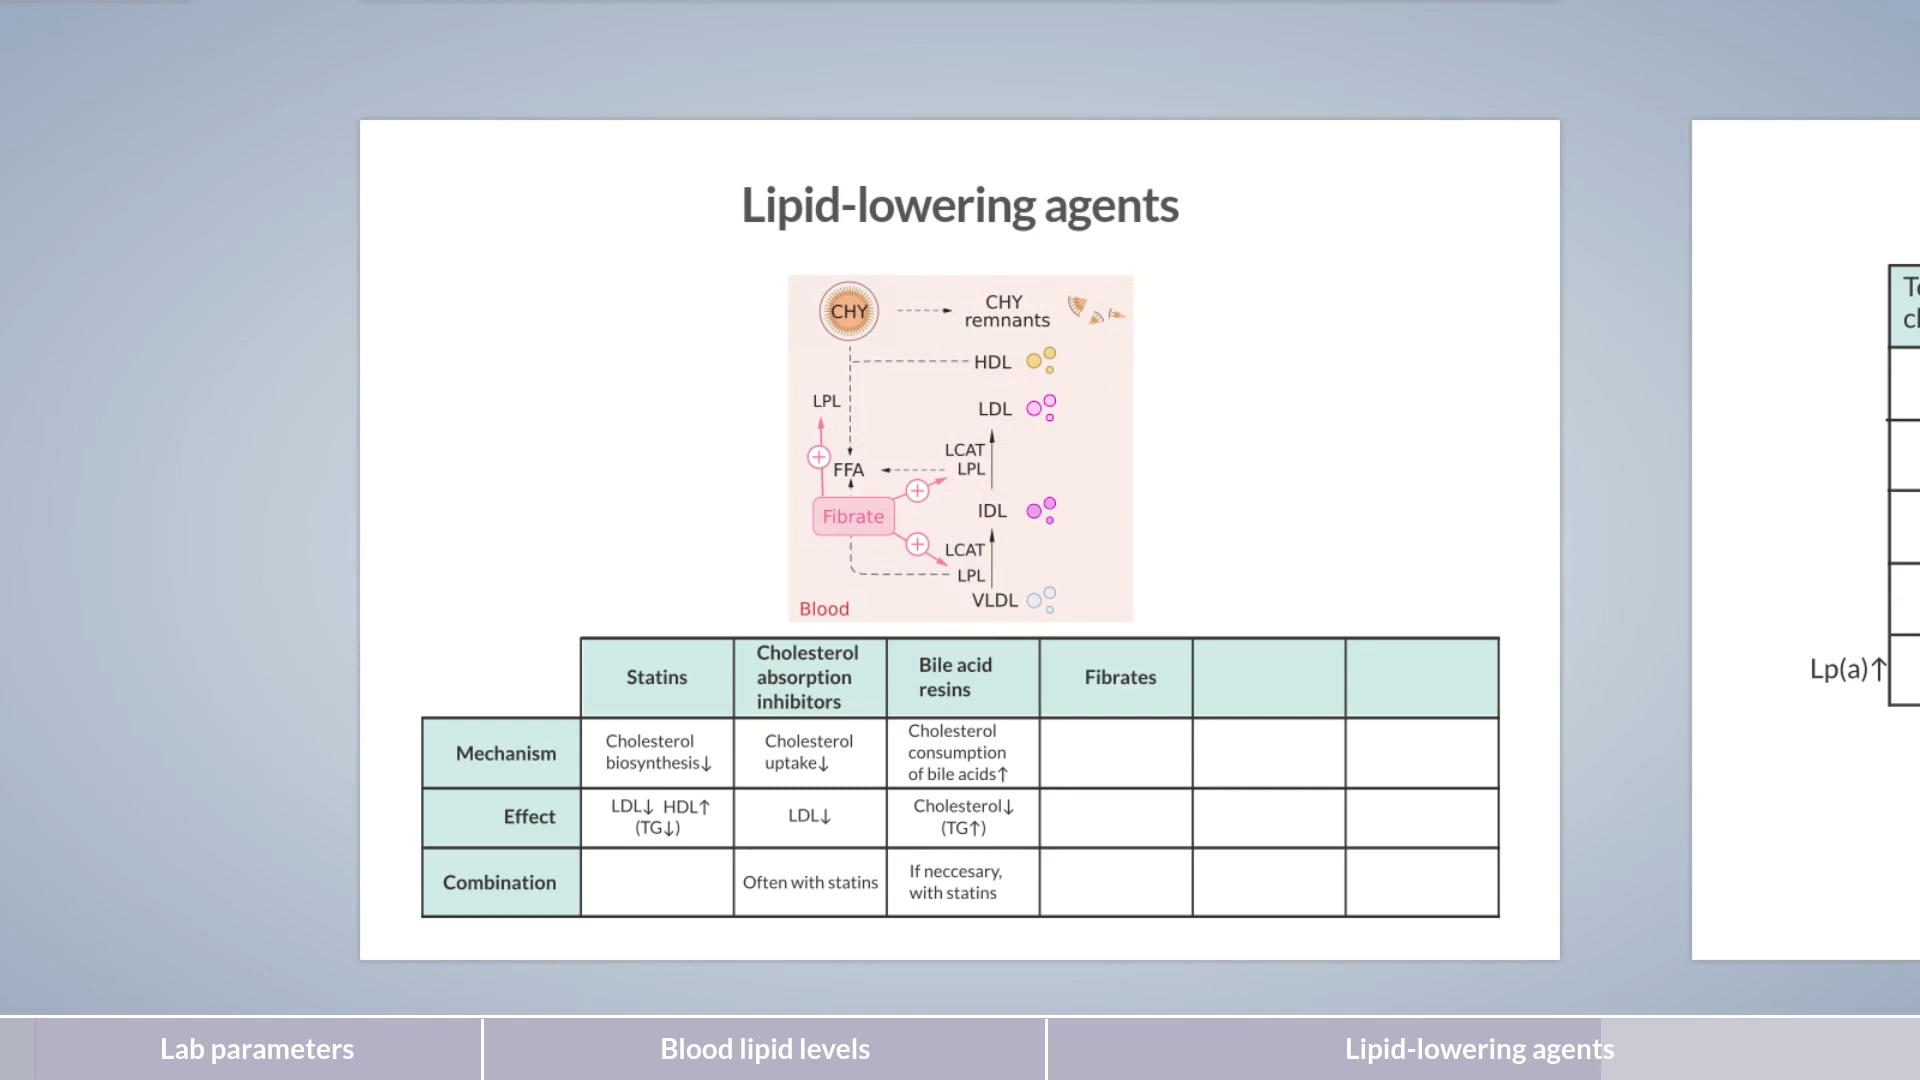 Lipid-lowering agents
CHY
CHY
remnants
HDL
LPL
LDL
LCAT
FFA
LPL
Fibrate
IDL
LCAT
LPL
VLDL
Blood
Statins
Cholesterol
absorption
inhibitors
Bile acid
resins
Fibrates
Mechanism
Cholesterol
biosynthesis↓
Cholesterol
uptake↓
Cholesterol
consumption
of bile acids↑
Effect
LDL↓ HDL↑
(TG↓)
LDL↓
Cholesterol↓
(TG↑)
Combination
Often with statins
If neccesary,
with statins
Lp(a)↑
Lab parameters
Blood lipid levels
Lipid-lowering agents